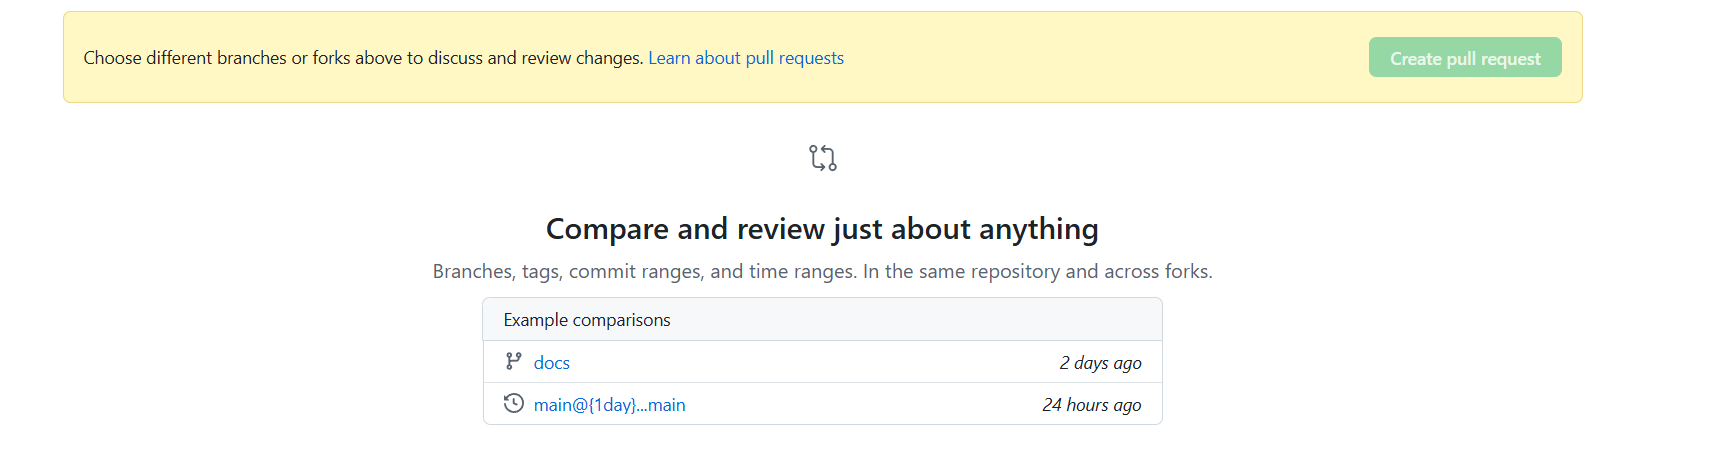 Choose different branches or forks above to discuss and review changes. Learn about pull requests
Create pull request
Compare and review just about anything
Branches, tags, commit ranges, and time ranges. In the same repository and across forks.
Example comparisons
docs 2 days ago
main@{1day}...main 24 hours ago